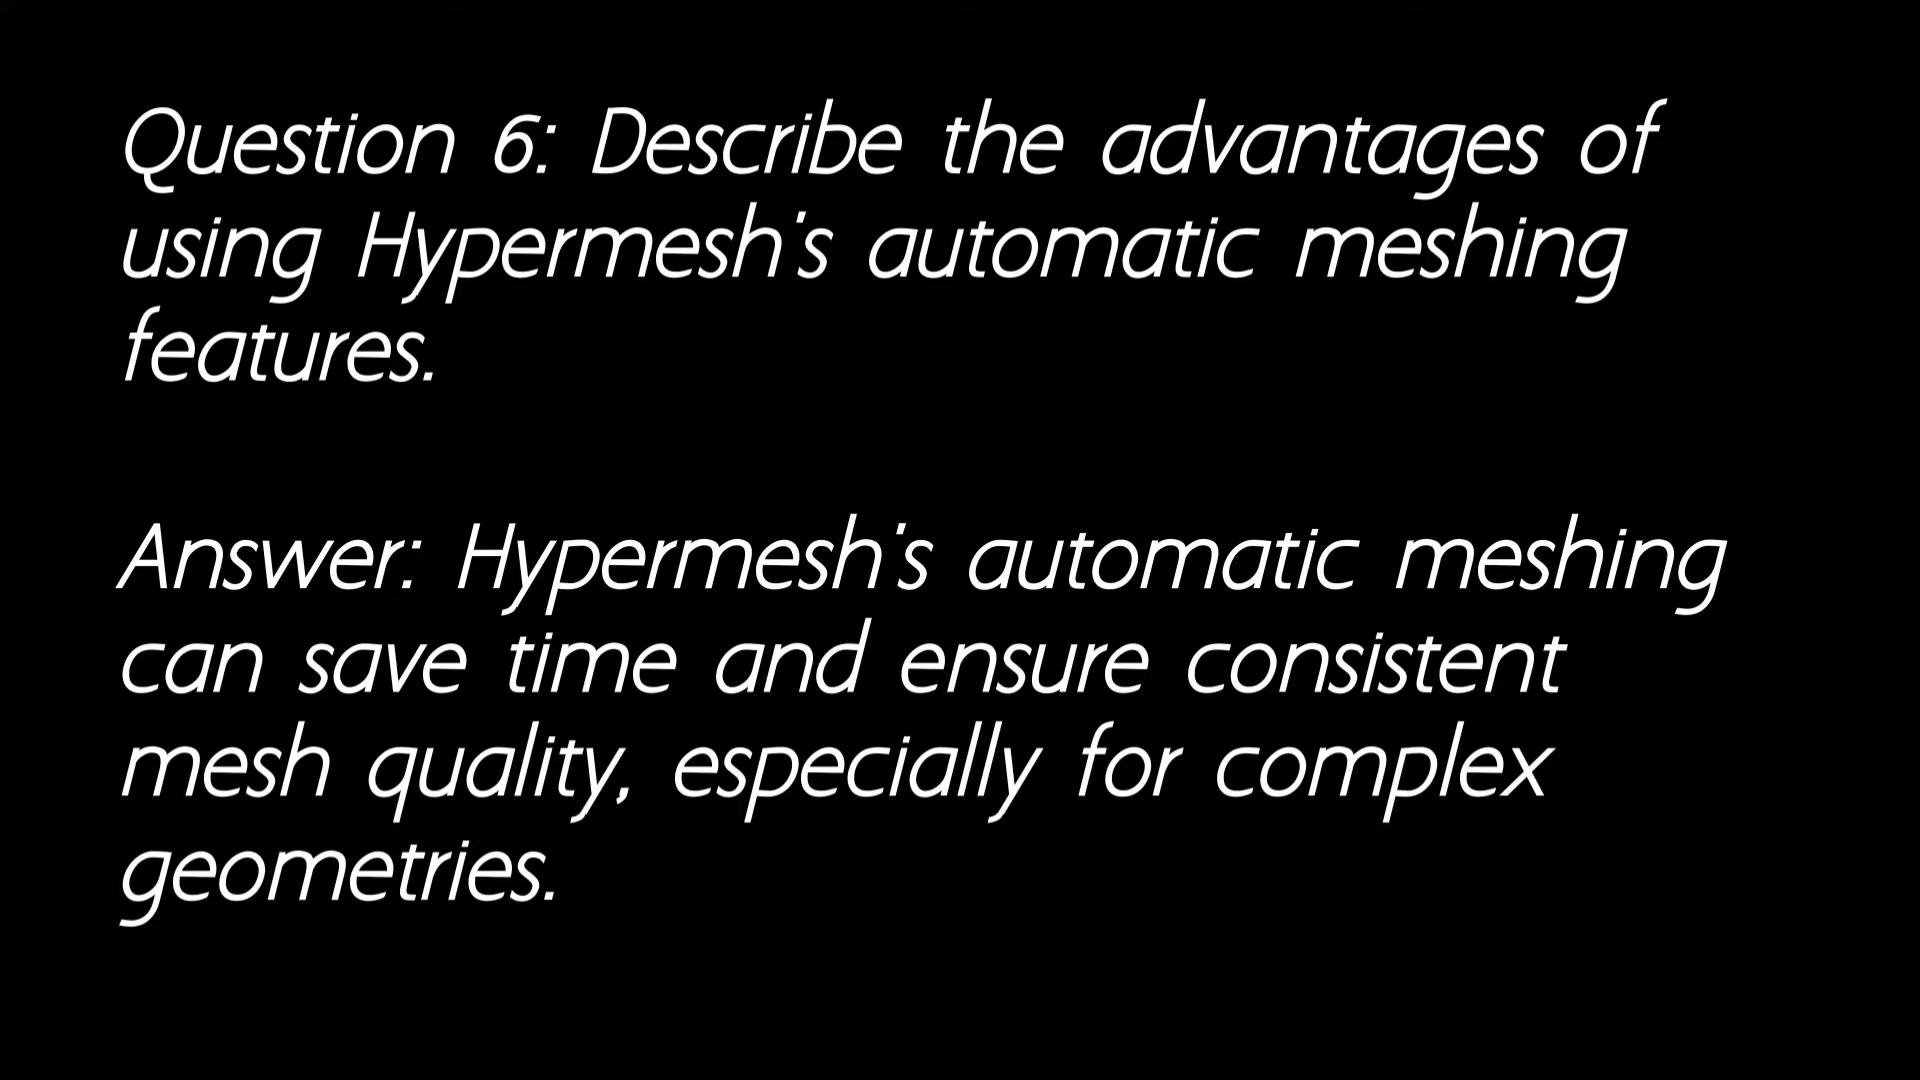 Question 6: Describe the advantages of
using Hypermesh's automatic meshing
features.
Answer: Hypermesh's automatic meshing
can save time and ensure consistent
mesh quality, especially for complex
geometries.